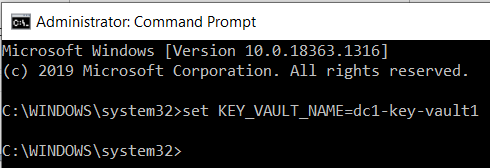 C:\. Administrator: Command Prompt
Microsoft Windows [Version 10.0.18363.1316]
(c) 2019 Microsoft Corporation. All rights reserved.
C:\WINDOWS\system32>set KEY_VAULT_NAME=dc1-key-vault1
C:\WINDOWS\system32>